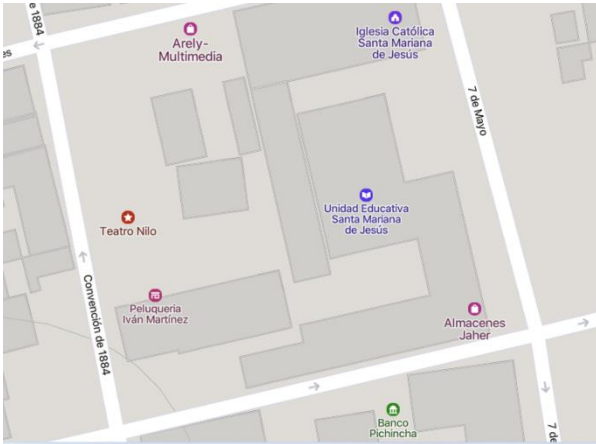 e 1884
es
Arely-
Multimedia
Iglesia Católica
Santa Mariana
de Jesús
7 de Mayo
Unidad Educativa
Santa Mariana
de Jesús
Teatro Nilo
Convención de 1884
Peluqueria
Iván Martínez
Almacenes
Jaher
Banco
Pichincha
7 de